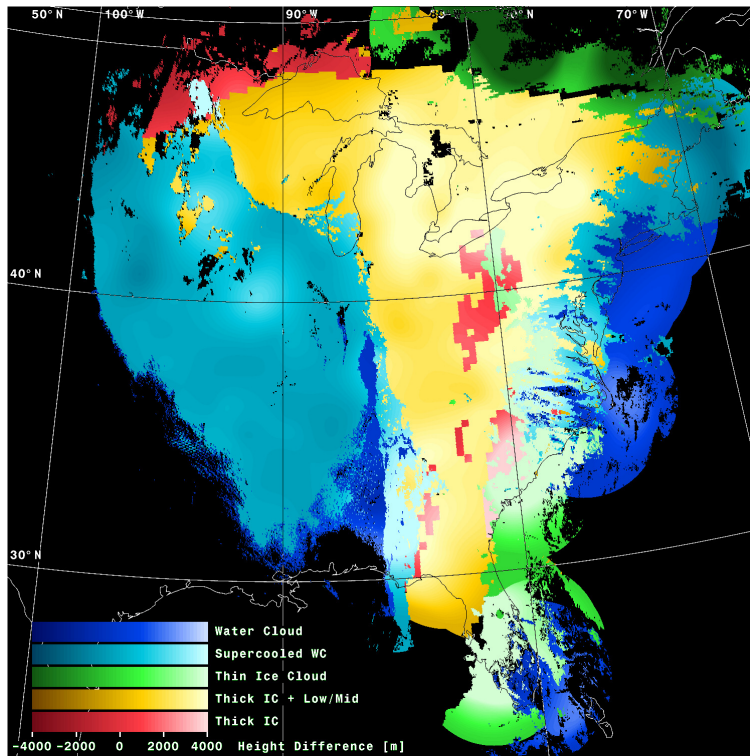 50°N 100°W 90°W 80°W 70°W
40°N
30°N
Water Cloud
Supercooled WC
Thin Ice Cloud
Thick IC + Low/Mid
Thick IC
-4000 -2000 0 2000 4000 Height Difference [m]